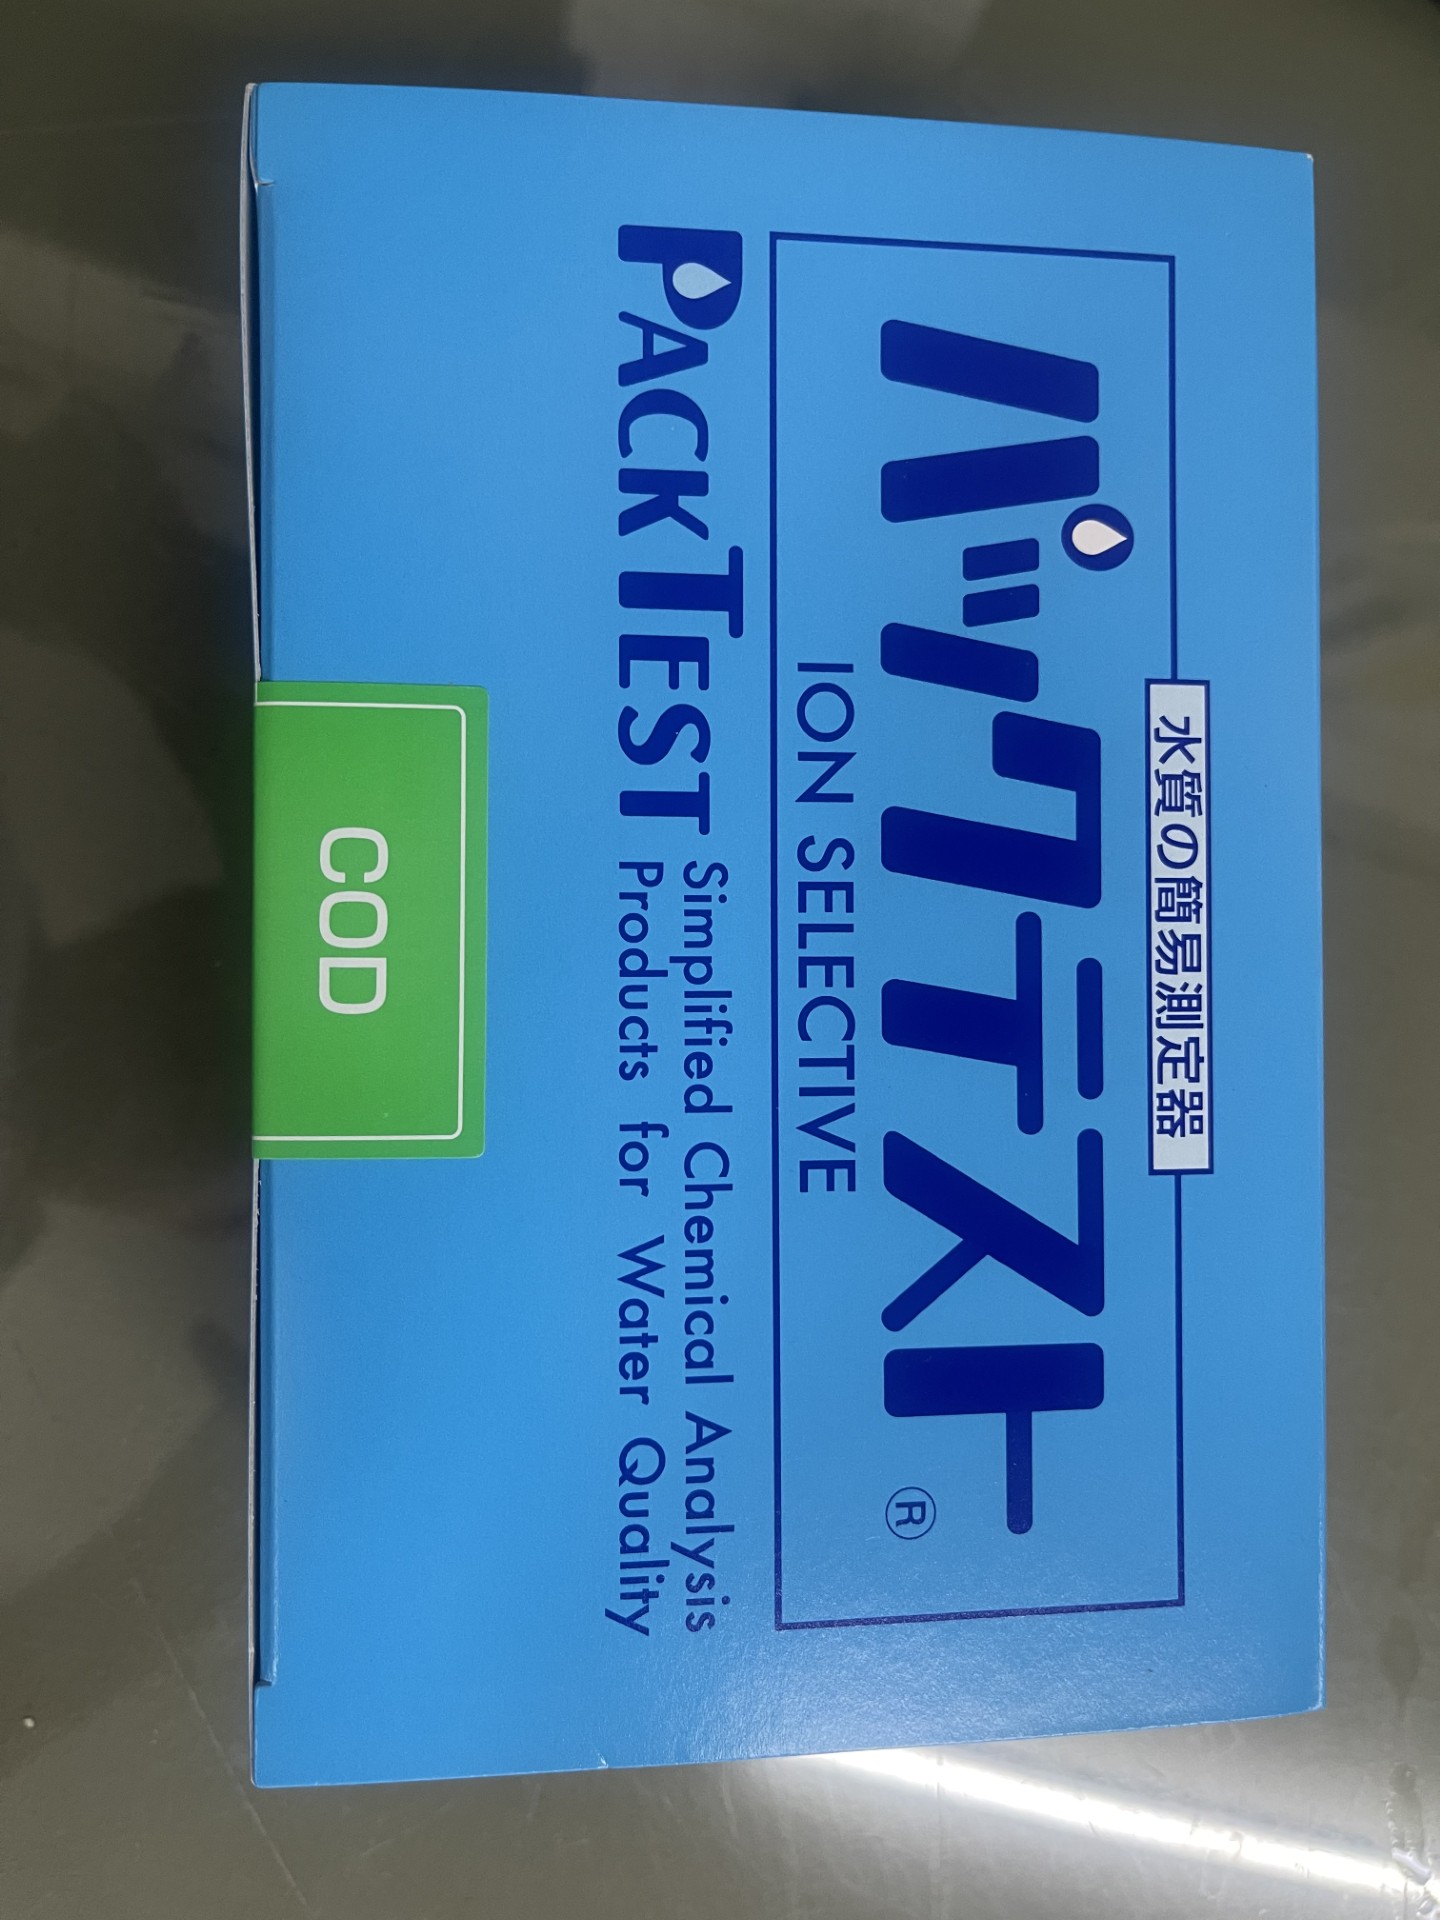 水質の簡易測定器
パックテスト®
ION SELECTIVE
PACKTEST Simplified Chemical Analysis
Products for Water Quality
COD